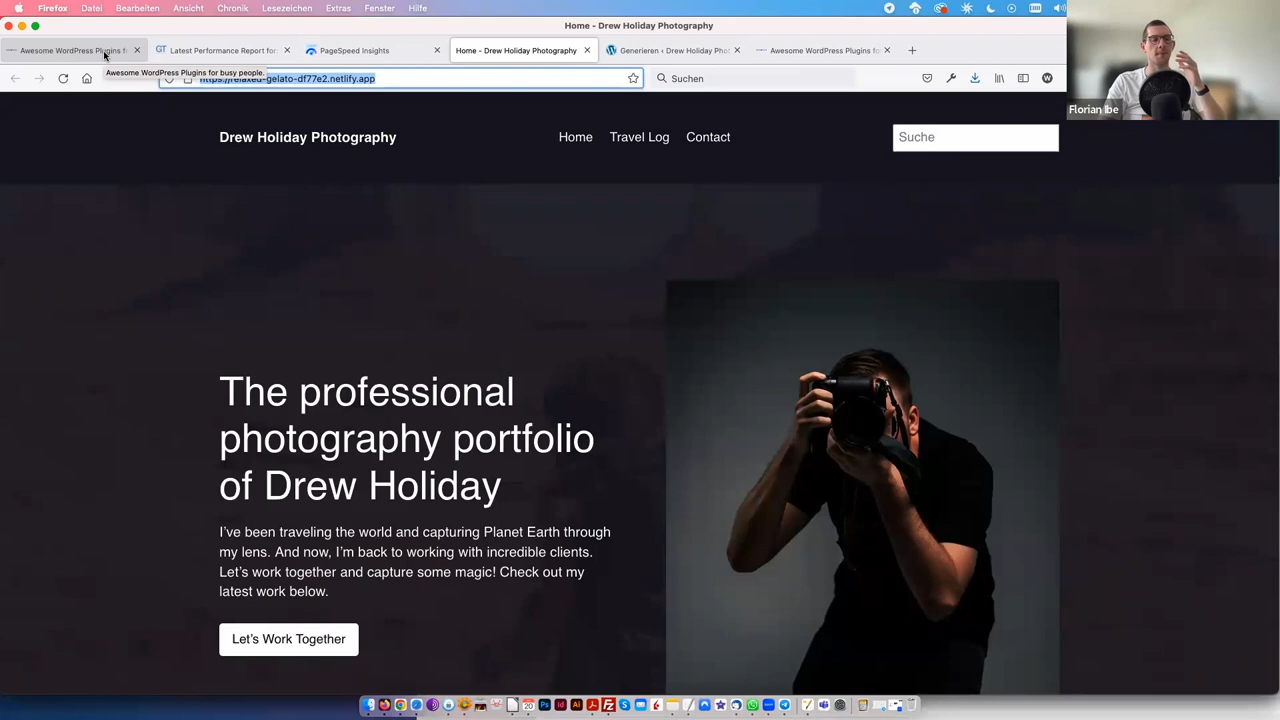 Firefox Datei Bearbeiten Ansicht Chronik Lesezeichen Extras Fenster Hilfe
Home - Drew Holiday Photography
Awesome WordPress Plugins f
GT Latest Performance Report for:
PageSpeed Insights
Home - Drew Holiday Photography
Generieren ‹ Drew Holiday Phot
Awesome WordPress Plugins fo
Awesome WordPress Plugins for busy people.
https://relaxed-gelato-df77e2.netlify.app
Suchen
Florian Ibe
Drew Holiday Photography
Home Travel Log Contact
Suche
The professional
photography portfolio
of Drew Holiday
I’ve been traveling the world and capturing Planet Earth through
my lens. And now, I’m back to working with incredible clients.
Let’s work together and capture some magic! Check out my
latest work below.
Let’s Work Together